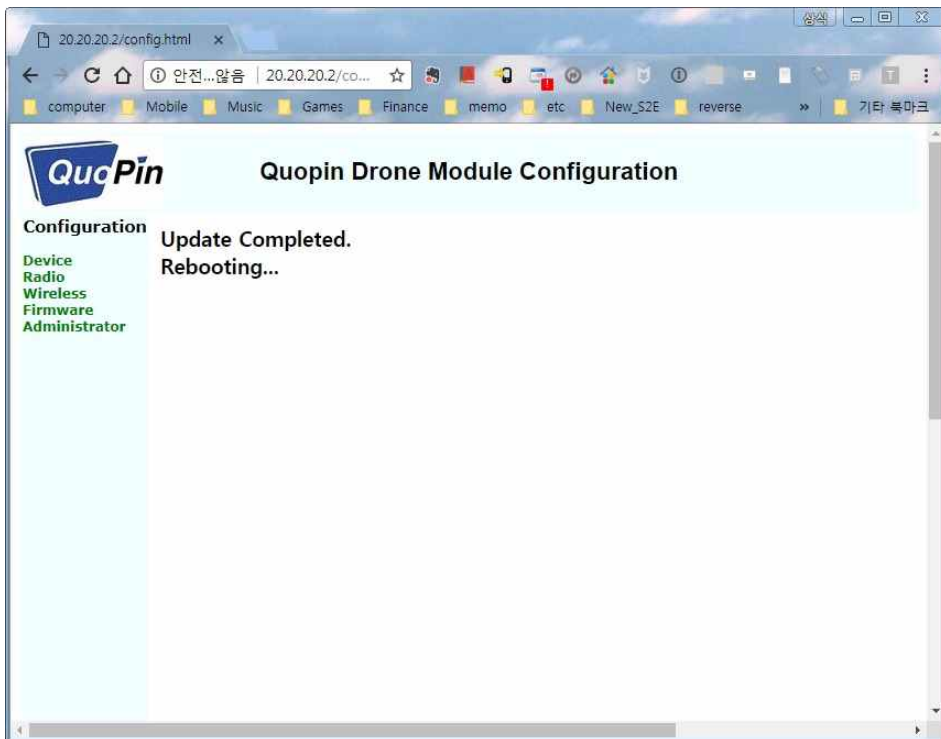 삼식
20.20.20.2/config.html
안전...않음 20.20.20.2/co...
computer Mobile Music Games Finance memo etc New_S2E reverse » 기타 북마크
QuoPin
Quopin Drone Module Configuration
Configuration
Update Completed.
Rebooting...
Device
Radio
Wireless
Firmware
Administrator